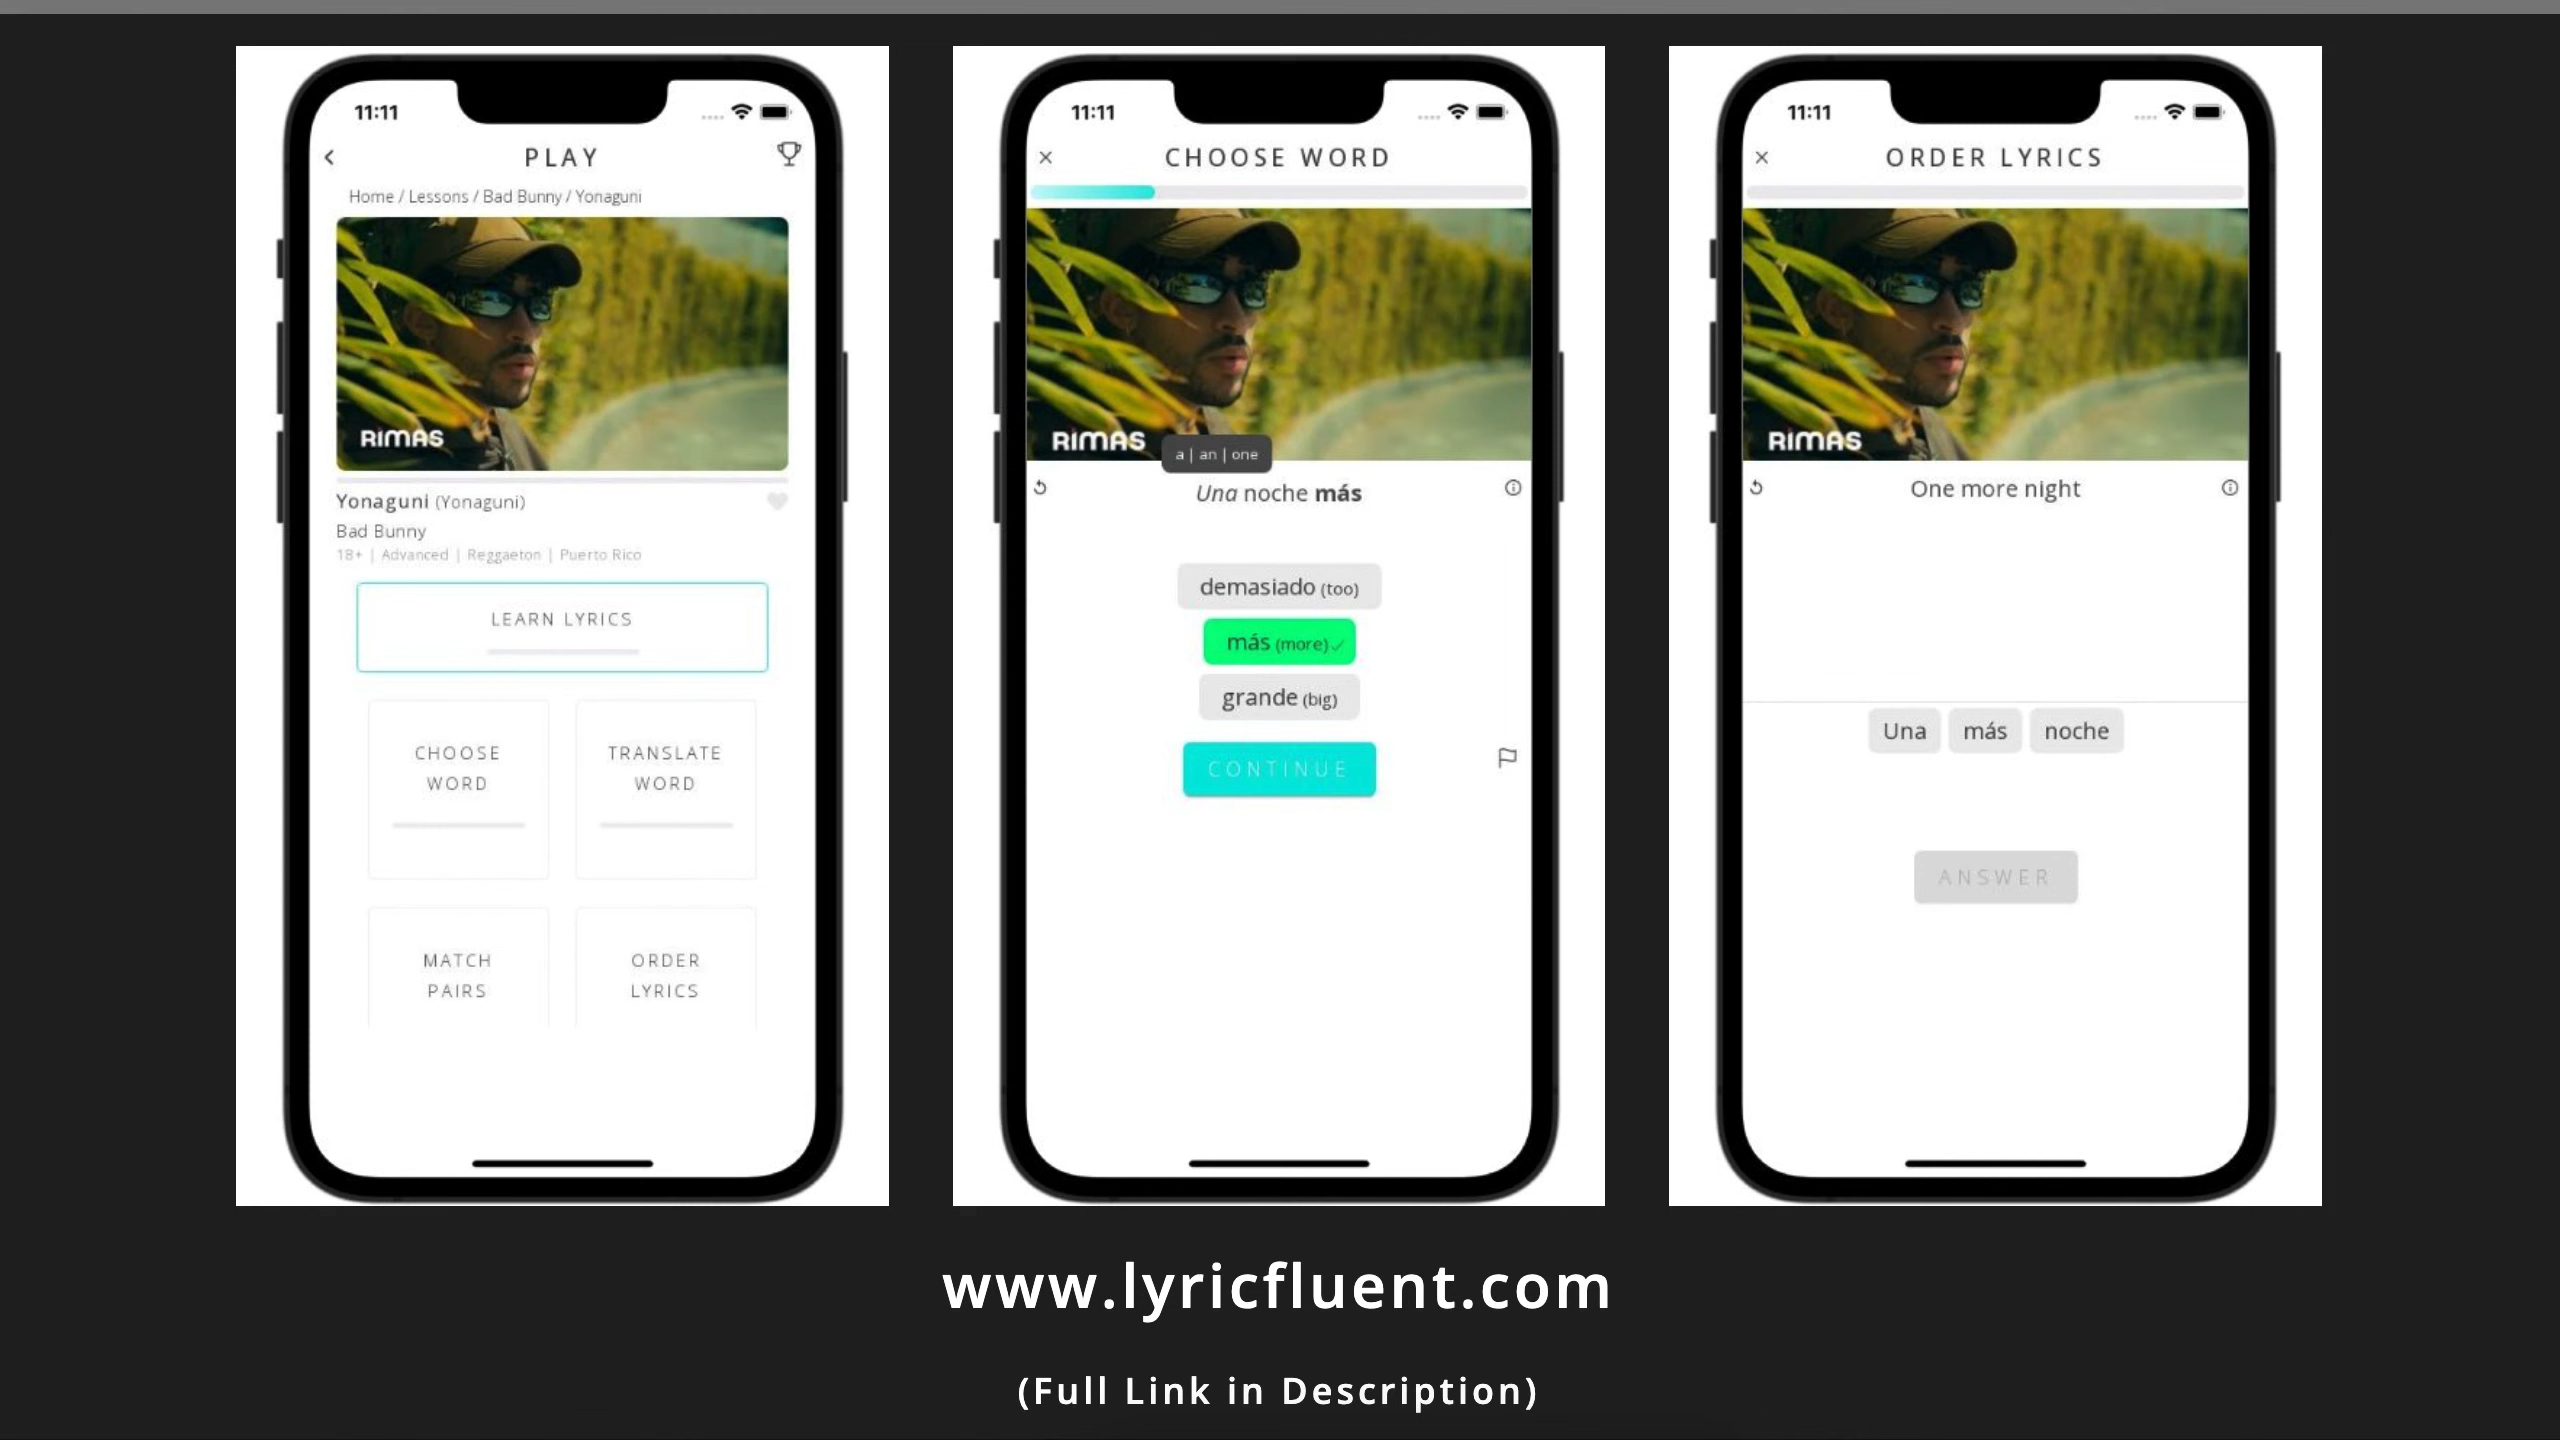 11:11
PLAY
Home / Lessons / Bad Bunny / Yonaguni
RIMAS
Yonaguni (Yonaguni)
Bad Bunny
18+ | Advanced | Reggaeton | Puerto Rico
LEARN LYRICS
CHOOSE
WORD
TRANSLATE
WORD
MATCH
PAIRS
ORDER
LYRICS
11:11
CHOOSE WORD
RIMAS
a | an | one
Una noche más
demasiado (too)
más (more)
grande (big)
CONTINUE
11:11
ORDER LYRICS
RIMAS
One more night
Una más noche
ANSWER
www.lyricfluent.com
(Full Link in Description)